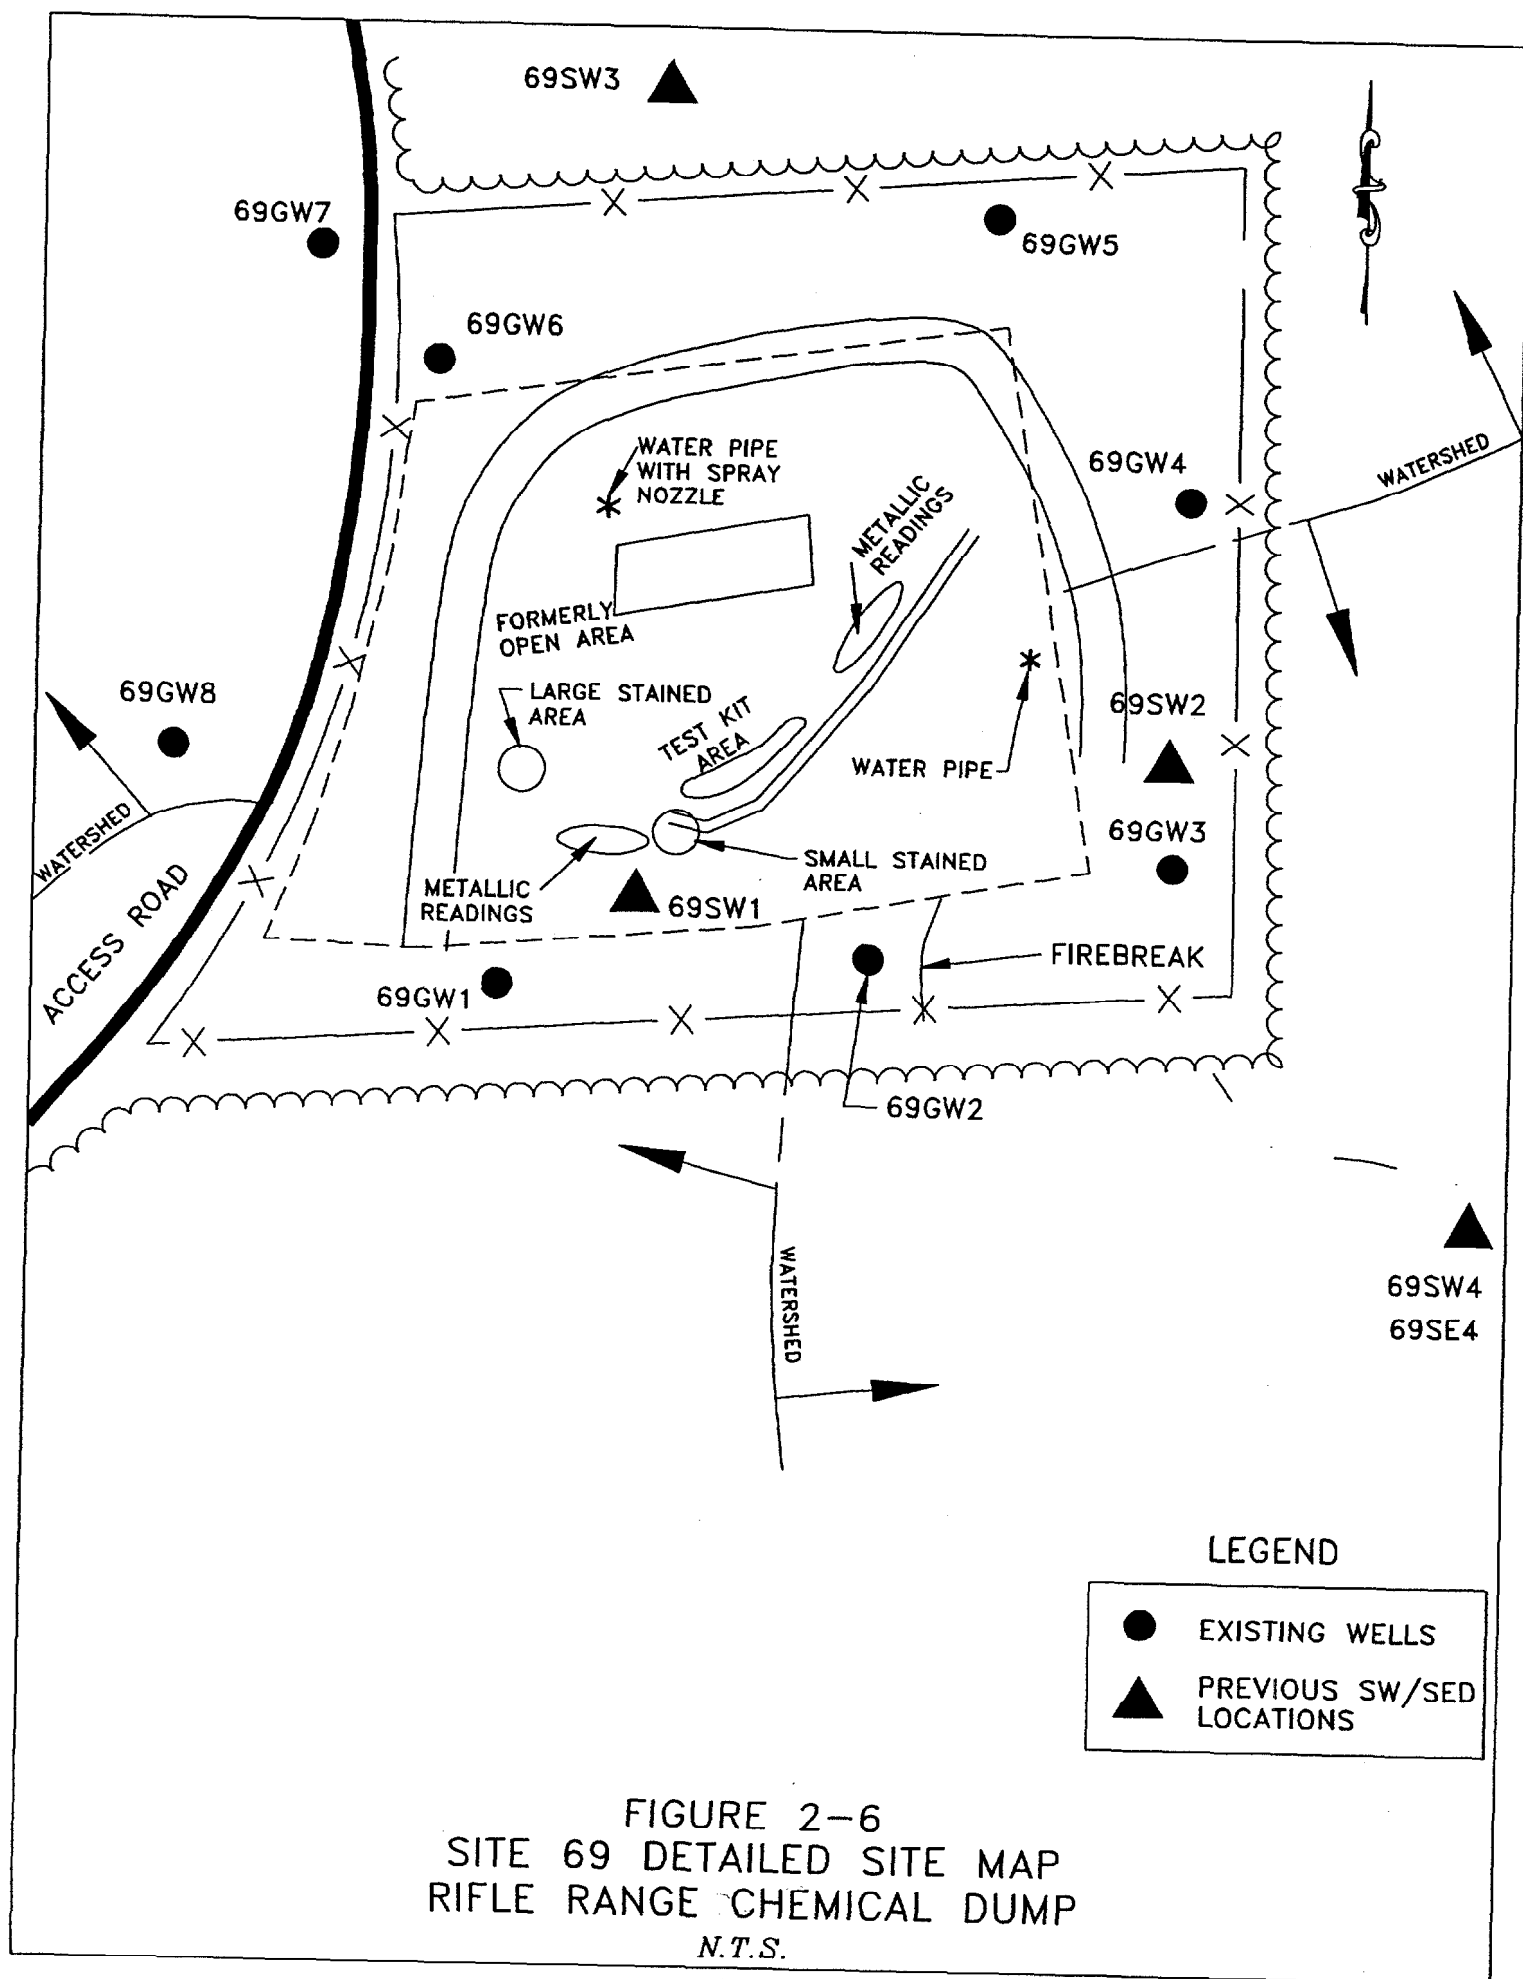 69SW3
69GW7
69GW5
69GW6
WATER PIPE
WITH SPRAY
NOZZLE
METALLIC
READINGS
69GW4
WATERSHED
FORMERLY
OPEN AREA
69GW8
LARGE STAINED
AREA
TEST KIT
AREA
69SW2
WATER PIPE
WATERSHED
69GW3
ACCESS ROAD
METALLIC
READINGS
69SW1
SMALL STAINED
AREA
FIREBREAK
69GW1
69GW2
WATERSHED
69SW4
69SE4
LEGEND
EXISTING WELLS
PREVIOUS SW/SED
LOCATIONS
FIGURE 2-6
SITE 69 DETAILED SITE MAP
RIFLE RANGE CHEMICAL DUMP
N.T.S.